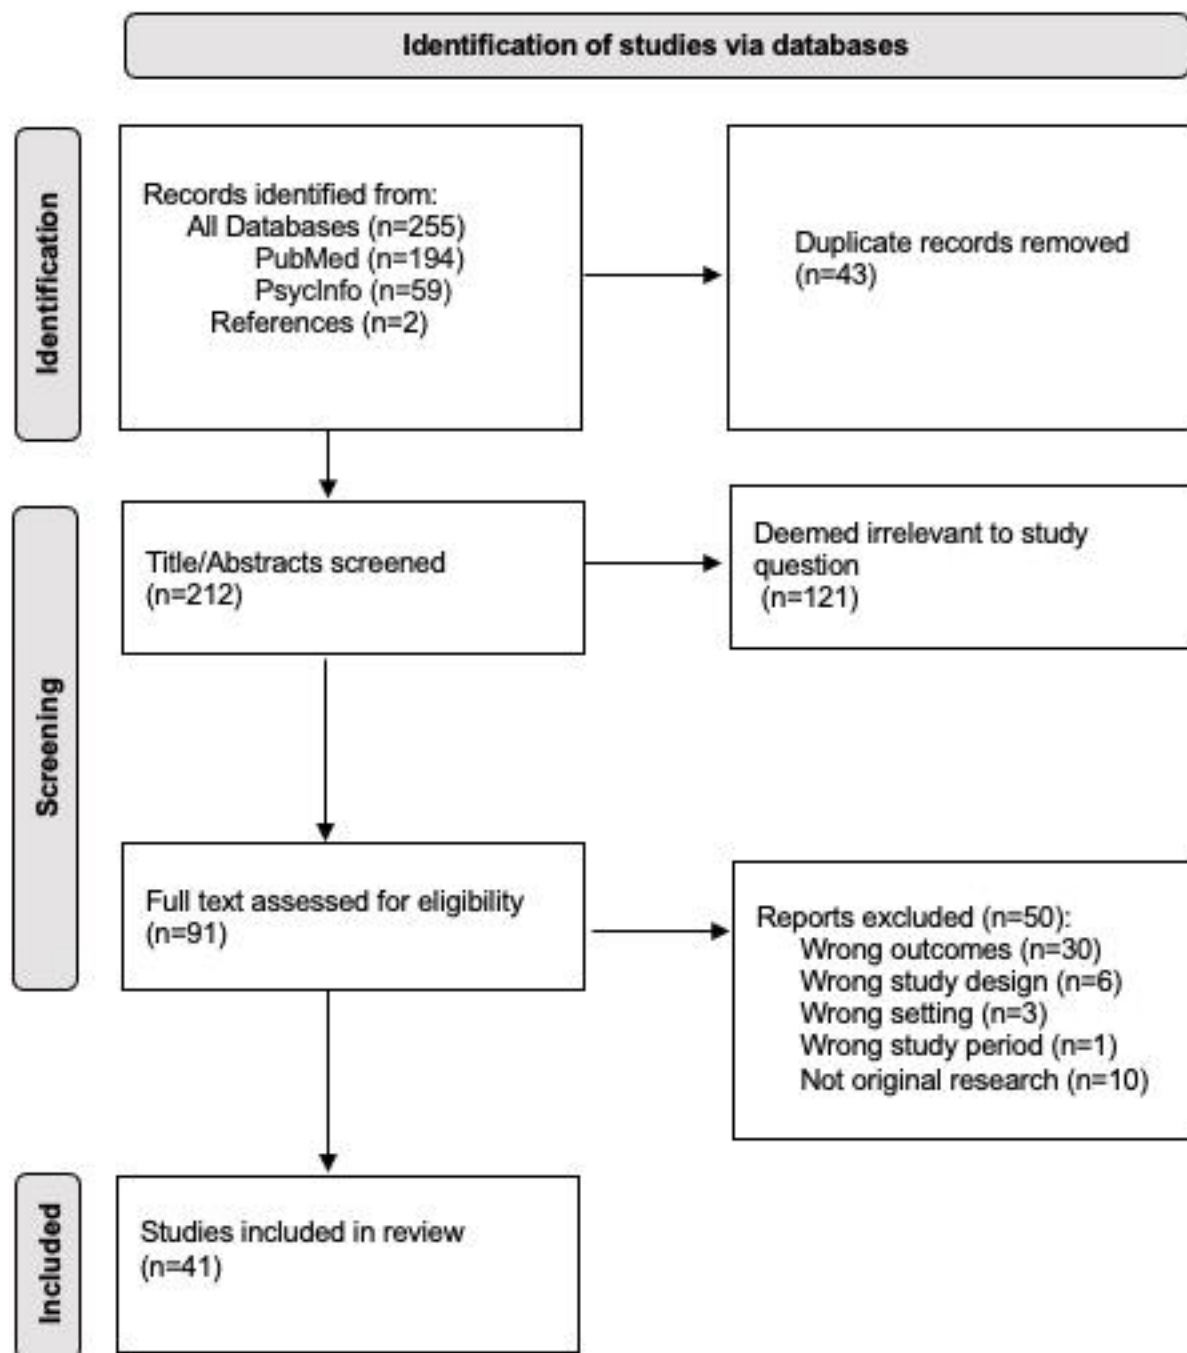 Identification of studies via databases
Identification
Records identified from:
All Databases (n=255)
PubMed (n=194)
PsycInfo (n=59)
References (n=2)
Duplicate records removed
(n=43)
Screening
Title/Abstracts screened
(n=212)
Deemed irrelevant to study
question
(n=121)
Full text assessed for eligibility
(n=91)
Reports excluded (n=50):
Wrong outcomes (n=30)
Wrong study design (n=6)
Wrong setting (n=3)
Wrong study period (n=1)
Not original research (n=10)
Included
Studies included in review
(n=41)